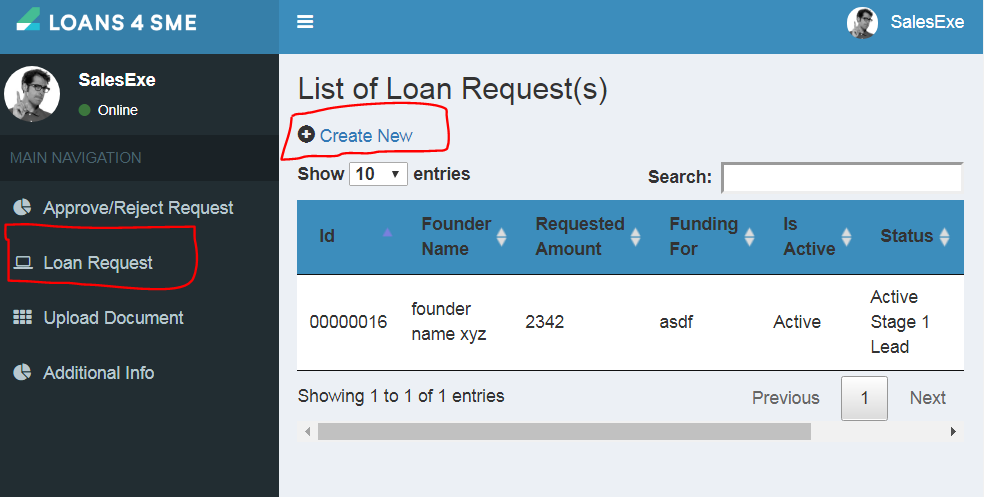 LOANS 4 SME
SalesExe
SalesExe
Online
MAIN NAVIGATION
Approve/Reject Request
Loan Request
Upload Document
Additional Info
List of Loan Request(s)
Create New
Show 10 entries
Search:
Id Founder Name Requested Amount Funding For Is Active Status
00000016 founder name xyz 2342 asdf Active Active Stage 1 Lead
Showing 1 to 1 of 1 entries
Previous 1 Next